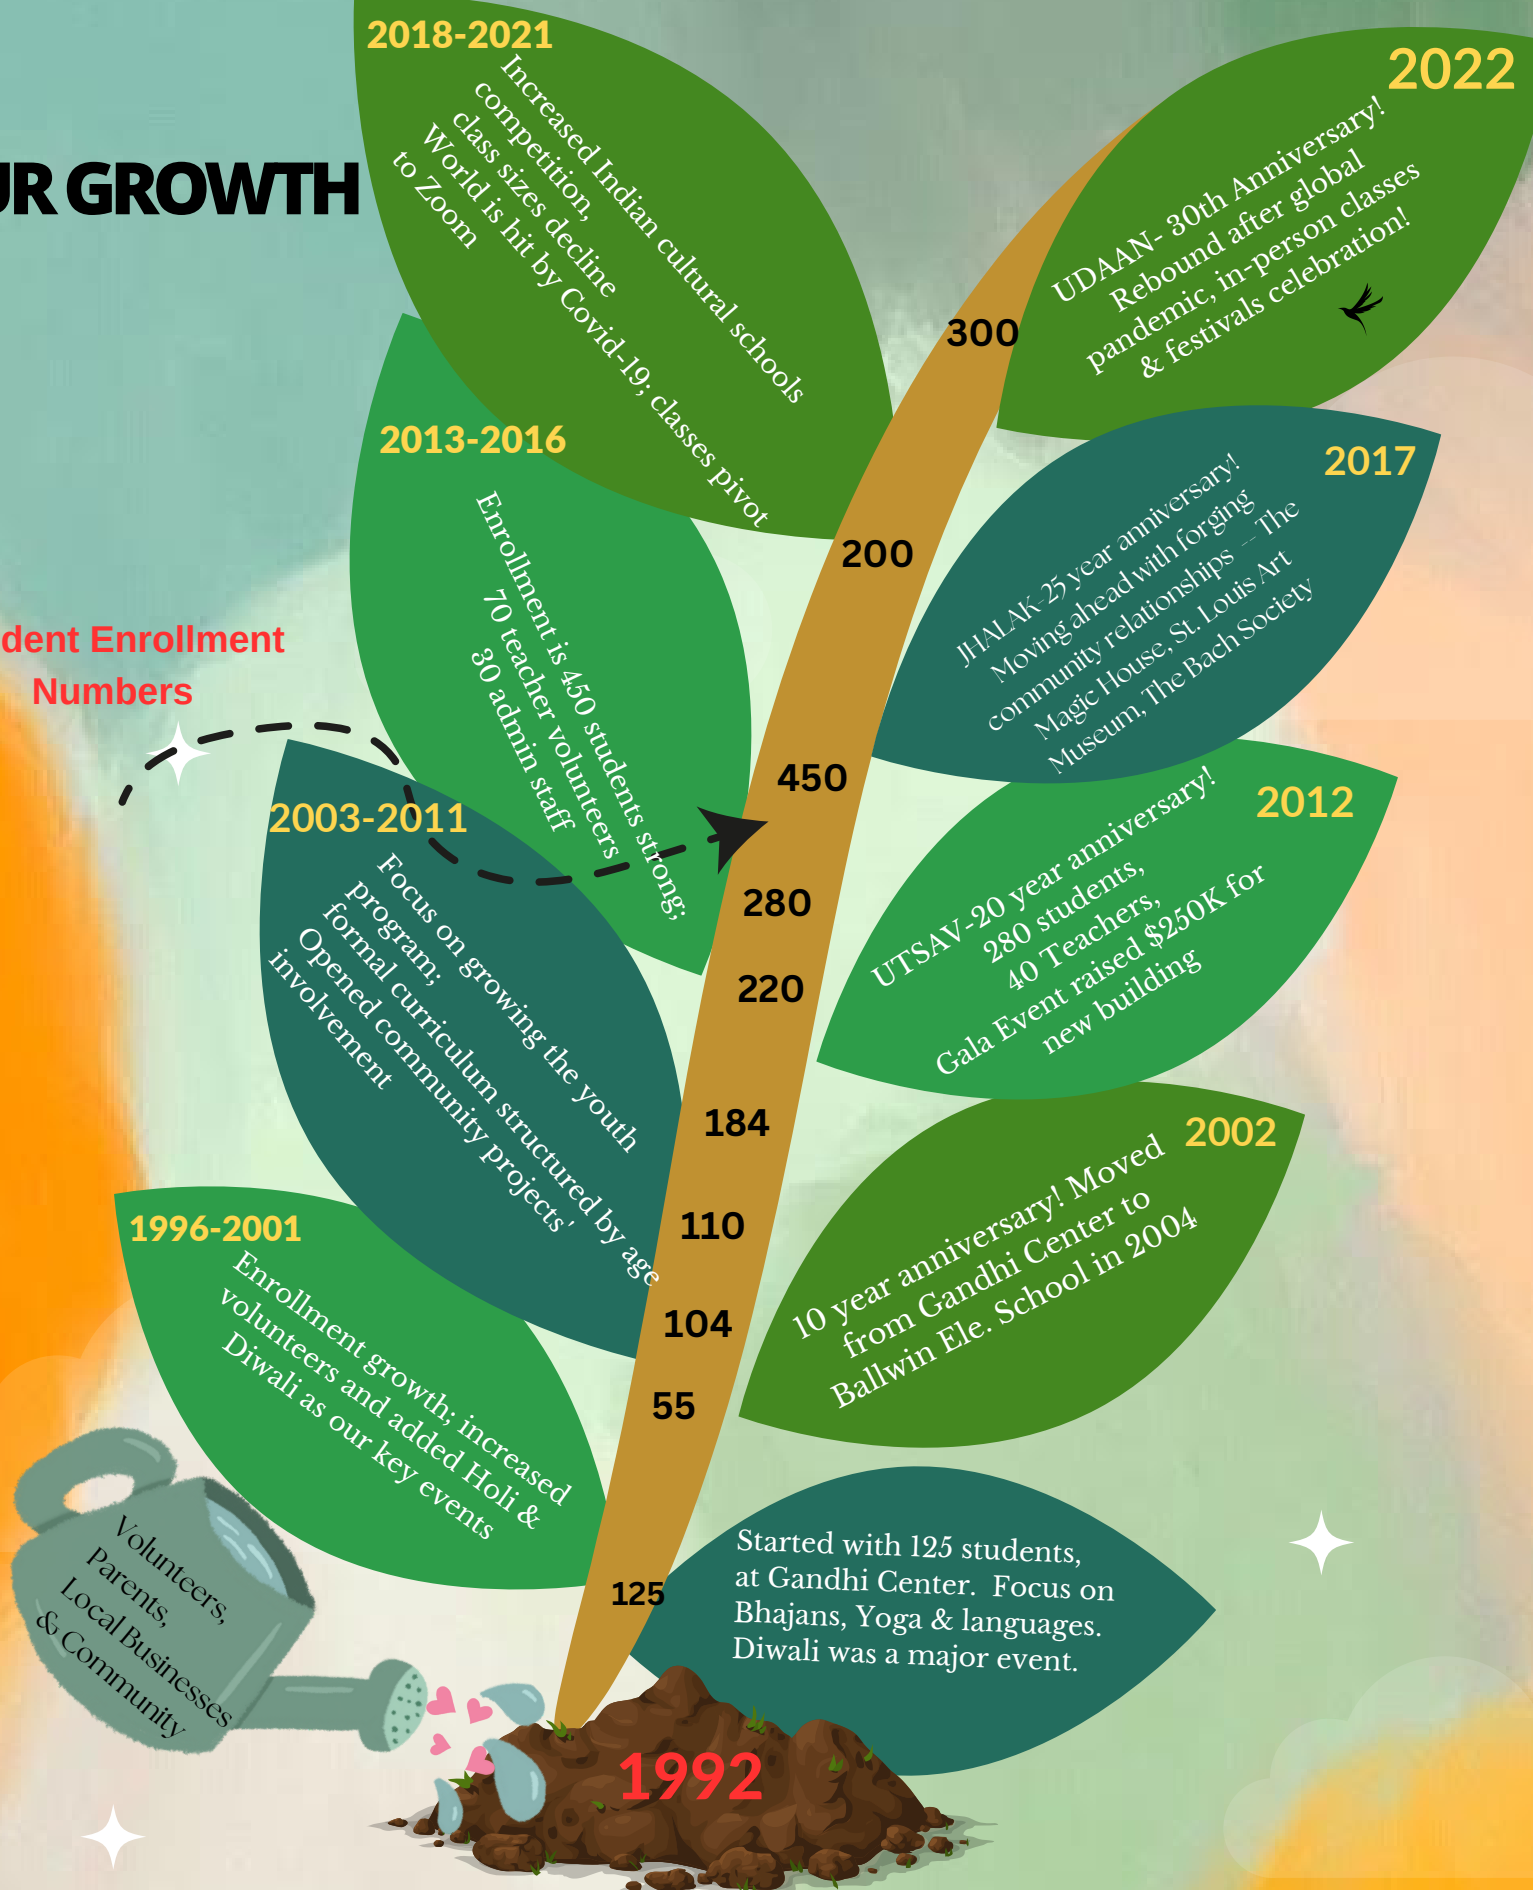 UR GROWTH
2018-2021
Increased Indian cultural schools
competition,
class sizes decline
World is hit by Covid-19; classes pivot
to Zoom
2022
UDAAN- 30th Anniversary!
Rebound after global
pandemic, in-person classes
& festivals celebration!
300
2013-2016
Enrollment is 450 students strong;
70 teacher volunteers
30 admin staff
2017
JHALAK-25 year anniversary!
Moving ahead with forging
community relationships -- The
Magic House, St. Louis Art
Museum, The Bach Society
200
dent Enrollment
Numbers
450
2003-2011
Focus on growing the youth
program;
formal curriculum structured by age
Opened community projects'
involvement
2012
UTSAV-20 year anniversary!
280 students,
40 Teachers,
Gala Event raised $250K for
new building
280
220
184
2002
10 year anniversary! Moved
from Gandhi Center to
Ballwin Ele. School in 2004
110
104
55
1996-2001
Enrollment growth; increased
volunteers and added Holi &
Diwali as our key events
Started with 125 students,
at Gandhi Center.  Focus on
Bhajans, Yoga & languages.
Diwali was a major event.
125
Volunteers,
Parents,
Local Businesses
& Community
1992